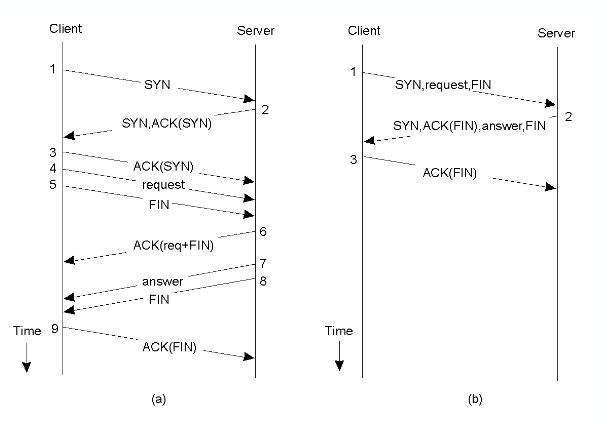 Client Server
1
SYN
2
SYN,ACK(SYN)
3
ACK(SYN)
4
request
5
FIN
6
ACK(req+FIN)
7
answer
8
FIN
Time
9
ACK(FIN)
(a)
Client Server
1
SYN,request,FIN
2
SYN,ACK(FIN),answer,FIN
3
ACK(FIN)
Time
(b)